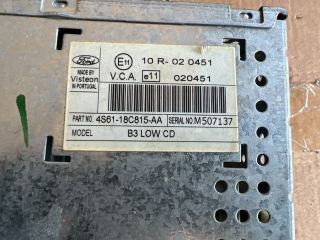 Ford
E11 10 R- 02 0451
MADE BY
Visteon
IN PORTUGAL
V.C.A. e11 020451
PART NO. 4S61-18C815-AA SERIAL NO. M507137
MODEL B3 LOW CD